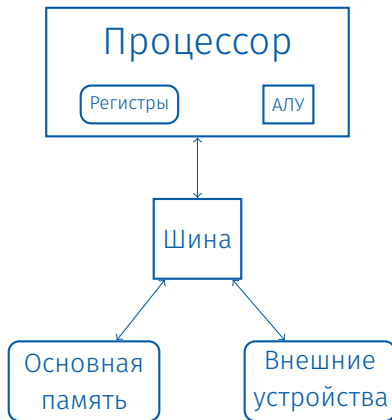 Процессор
Регистры
АЛУ
Шина
Основная
память
Внешние
устройства